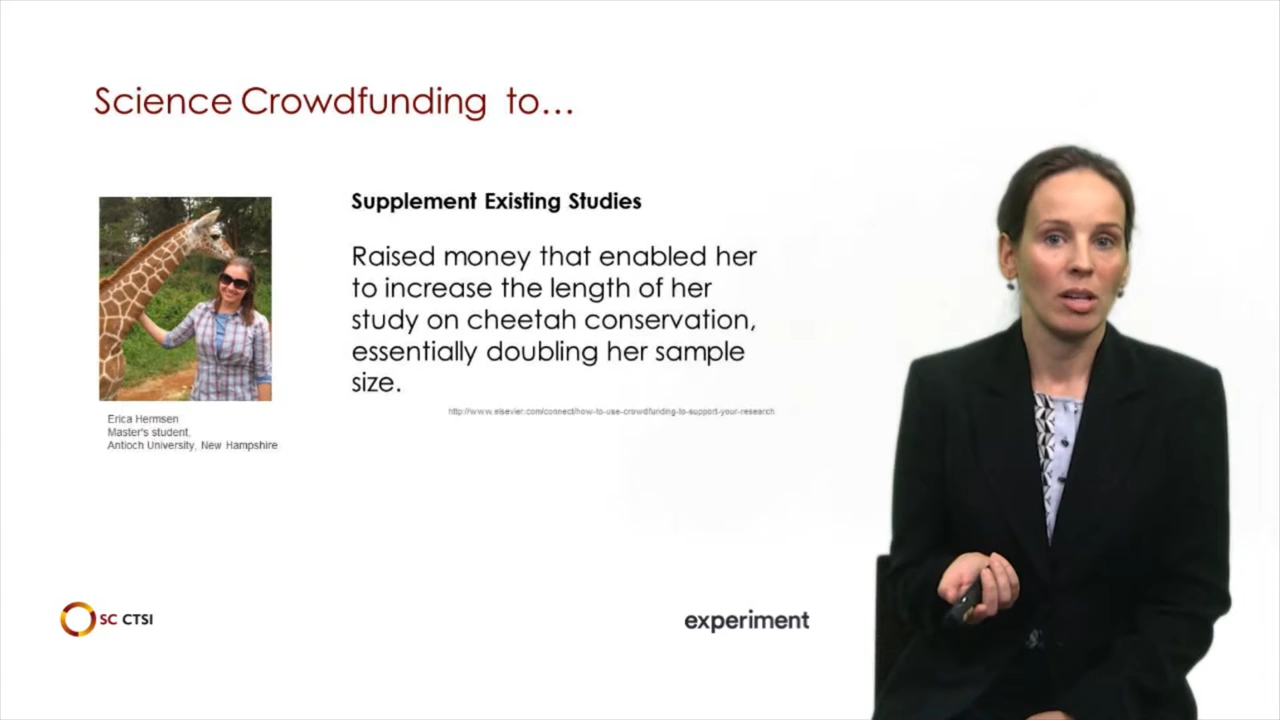 Science Crowdfunding to...
Supplement Existing Studies
Raised money that enabled her
to increase the length of her
study on cheetah conservation,
essentially doubling her sample
size.
http://www.elsevier.com/connect/how-to-use-crowdfunding-to-support-your-research
Erica Hermsen
Master's student,
Antioch University, New Hampshire
SC CTSI
experiment